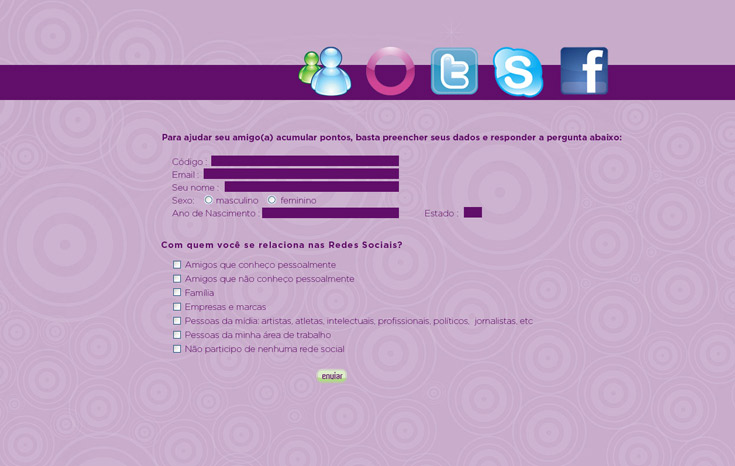 Para ajudar seu amigo(a) acumular pontos, basta preencher seus dados e responder a pergunta abaixo:
Código :
Email :
Seu nome :
Sexo: masculino feminino
Ano de Nascimento : Estado :
Com quem você se relaciona nas Redes Sociais?
Amigos que conheço pessoalmente
Amigos que não conheço pessoalmente
Família
Empresas e marcas
Pessoas da mídia: artistas, atletas, intelectuais, profissionais, políticos, jornalistas, etc
Pessoas da minha área de trabalho
Não participo de nenhuma rede social
enviar